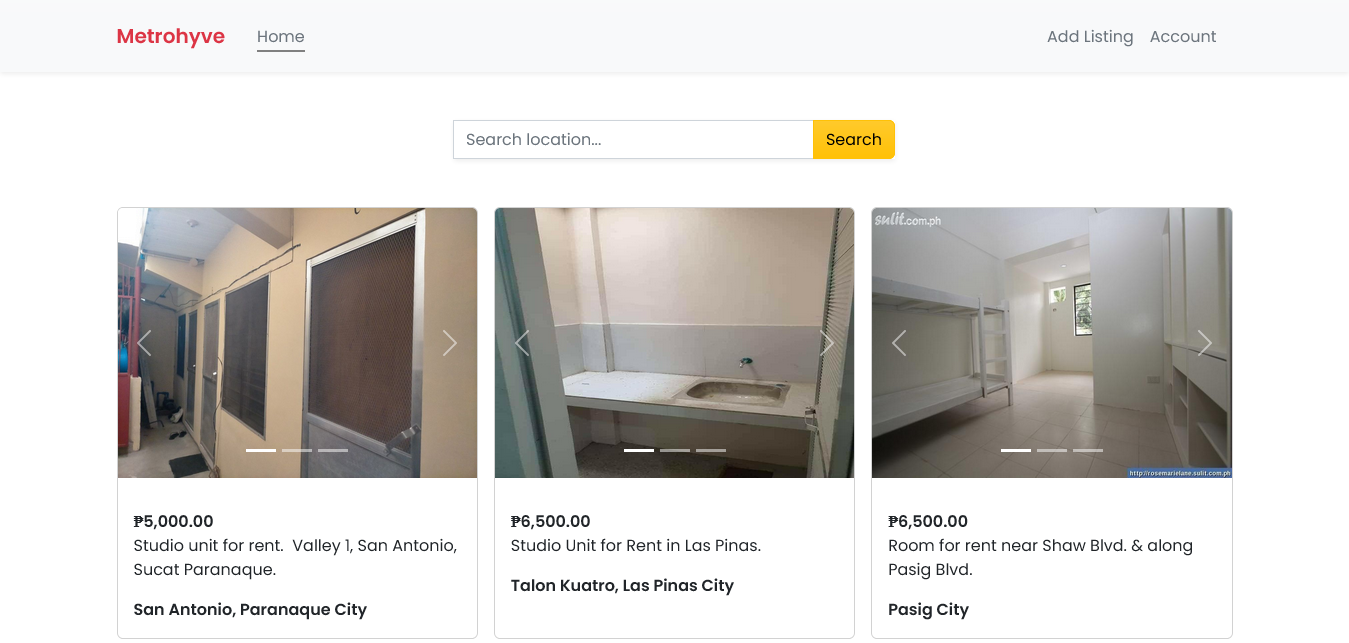 Metrohyve Home Add Listing Account
Search location... Search
sulit.com.ph
http://rosemarielane.sulit.com.ph
₱5,000.00
Studio unit for rent.  Valley 1, San Antonio,
Sucat Paranaque.
San Antonio, Paranaque City
₱6,500.00
Studio Unit for Rent in Las Pinas.
Talon Kuatro, Las Pinas City
₱6,500.00
Room for rent near Shaw Blvd. & along
Pasig Blvd.
Pasig City